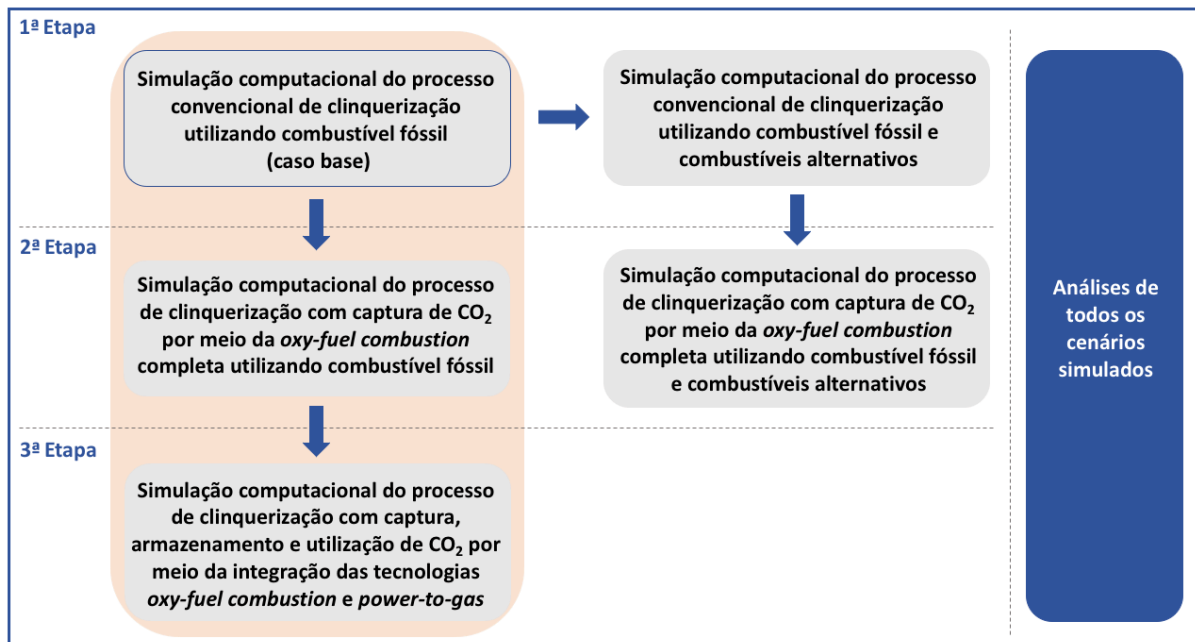 1ª Etapa
Simulação computacional do processo
convencional de clinquerização
utilizando combustível fóssil
(caso base)
Simulação computacional do processo
convencional de clinquerização
utilizando combustível fóssil e
combustíveis alternativos
2ª Etapa
Simulação computacional do processo
de clinquerização com captura de CO₂
por meio da oxy-fuel combustion
completa utilizando combustível fóssil
Simulação computacional do processo
de clinquerização com captura de CO₂
por meio da oxy-fuel combustion
completa utilizando combustível fóssil
e combustíveis alternativos
3ª Etapa
Simulação computacional do processo
de clinquerização com captura,
armazenamento e utilização de CO₂ por
meio da integração das tecnologias
oxy-fuel combustion e power-to-gas
Análises de
todos os
cenários
simulados